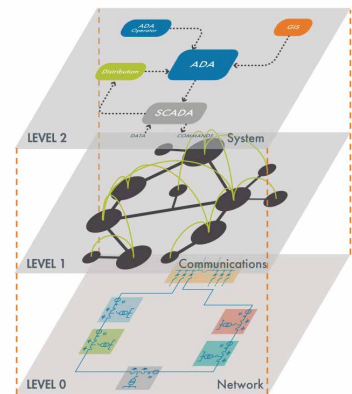 ADA
Operator
GIS
Distribution
ADA
SCADA
DATA
COMMANDS
LEVEL 2
System
LEVEL 1
Communications
LEVEL 0
Network